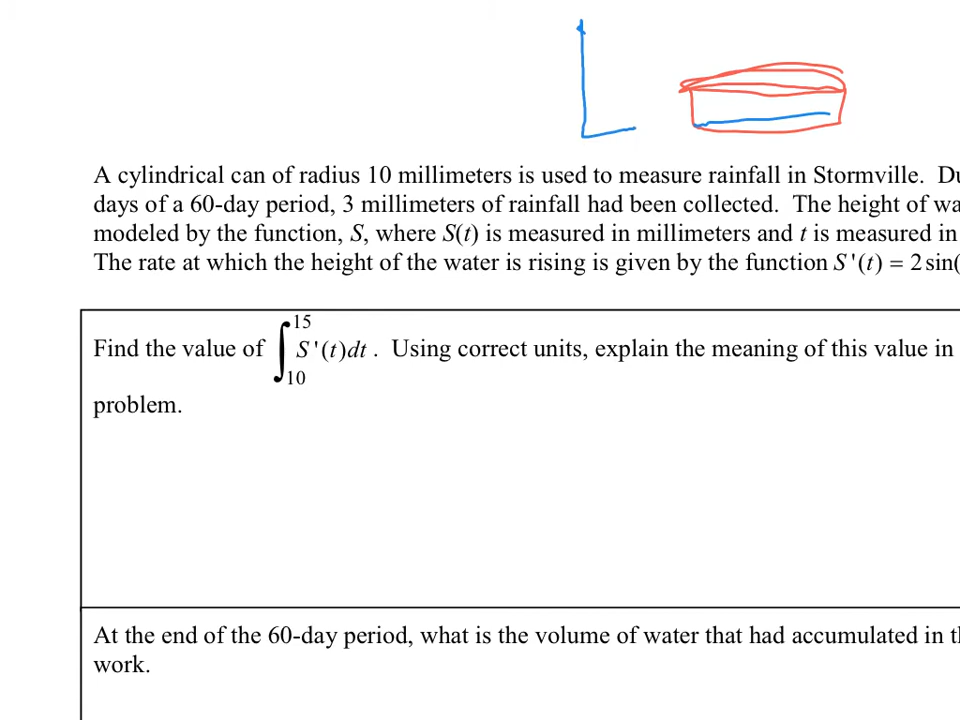 A cylindrical can of radius 10 millimeters is used to measure rainfall in Stormville. 
days of a 60-day period, 3 millimeters of rainfall had been collected. The height of
modeled by the function, S, where S(t) is measured in millimeters and t is measured in
The rate at which the height of the water is rising is given by the function S'(t) = 2 sin(
Find the value of ∫₁₀¹⁵ S'(t)dt . Using correct units, explain the meaning of this value in
problem.
At the end of the 60-day period, what is the volume of water that had accumulated in
work.